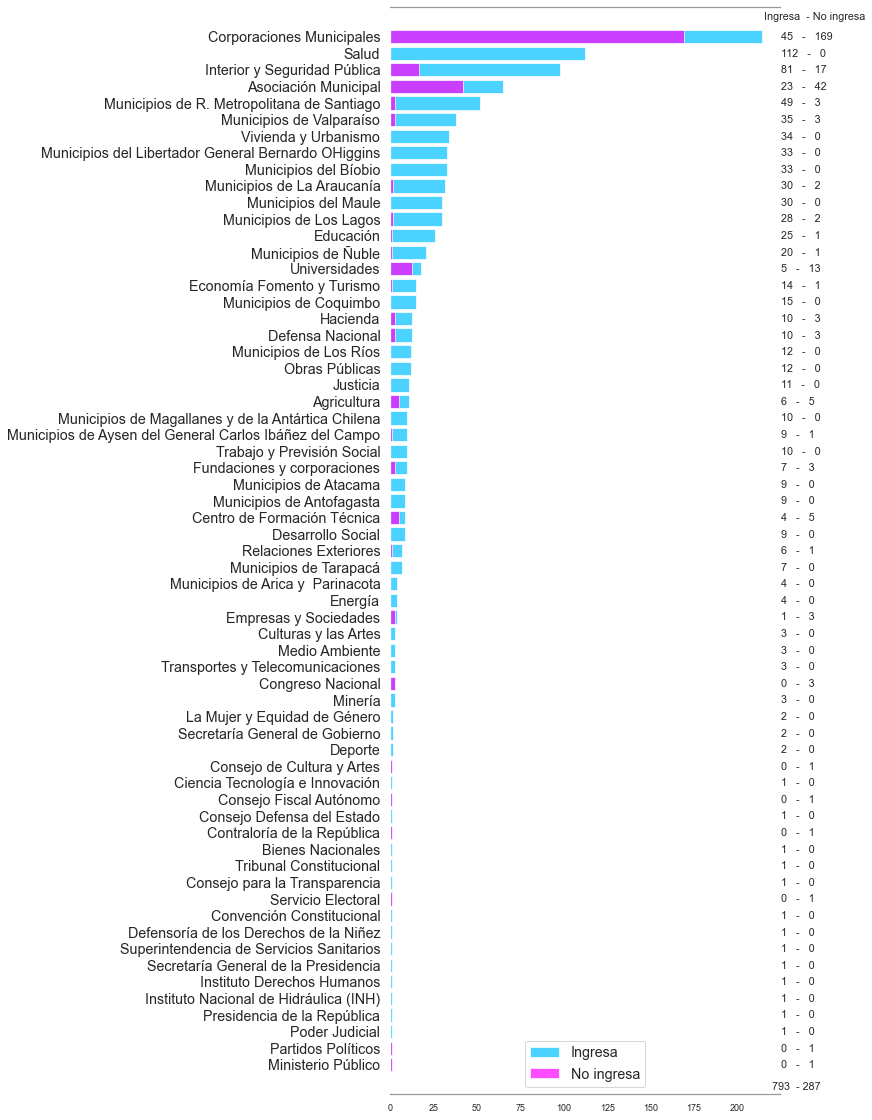 Ingresa - No ingresa
Corporaciones Municipales 45 - 169
Salud 112 - 0
Interior y Seguridad Pública 81 - 17
Asociación Municipal 23 - 42
Municipios de R. Metropolitana de Santiago 49 - 3
Municipios de Valparaíso 35 - 3
Vivienda y Urbanismo 34 - 0
Municipios del Libertador General Bernardo OHiggins 33 - 0
Municipios del Bíobio 33 - 0
Municipios de La Araucanía 30 - 2
Municipios del Maule 30 - 0
Municipios de Los Lagos 28 - 2
Educación 25 - 1
Municipios de Ñuble 20 - 1
Universidades 5 - 13
Economía Fomento y Turismo 14 - 1
Municipios de Coquimbo 15 - 0
Hacienda 10 - 3
Defensa Nacional 10 - 3
Municipios de Los Ríos 12 - 0
Obras Públicas 12 - 0
Justicia 11 - 0
Agricultura 6 - 5
Municipios de Magallanes y de la Antártica Chilena 10 - 0
Municipios de Aysen del General Carlos Ibáñez del Campo 9 - 1
Trabajo y Previsión Social 10 - 0
Fundaciones y corporaciones 7 - 3
Municipios de Atacama 9 - 0
Municipios de Antofagasta 9 - 0
Centro de Formación Técnica 4 - 5
Desarrollo Social 9 - 0
Relaciones Exteriores 6 - 1
Municipios de Tarapacá 7 - 0
Municipios de Arica y Parinacota 4 - 0
Energía 4 - 0
Empresas y Sociedades 1 - 3
Culturas y las Artes 3 - 0
Medio Ambiente 3 - 0
Transportes y Telecomunicaciones 3 - 0
Congreso Nacional 0 - 3
Minería 3 - 0
La Mujer y Equidad de Género 2 - 0
Secretaría General de Gobierno 2 - 0
Deporte 2 - 0
Consejo de Cultura y Artes 0 - 1
Ciencia Tecnología e Innovación 1 - 0
Consejo Fiscal Autónomo 0 - 1
Consejo Defensa del Estado 1 - 0
Contraloría de la República 0 - 1
Bienes Nacionales 1 - 0
Tribunal Constitucional 1 - 0
Consejo para la Transparencia 1 - 0
Servicio Electoral 0 - 1
Convención Constitucional 1 - 0
Defensoría de los Derechos de la Niñez 1 - 0
Superintendencia de Servicios Sanitarios 1 - 0
Secretaría General de la Presidencia 1 - 0
Instituto Derechos Humanos 1 - 0
Instituto Nacional de Hidráulica (INH) 1 - 0
Presidencia de la República 1 - 0
Poder Judicial 1 - 0
Partidos Políticos 0 - 1
Ministerio Público 0 - 1
Ingresa
No ingresa
793 - 287
0 25 50 75 100 125 150 175 200